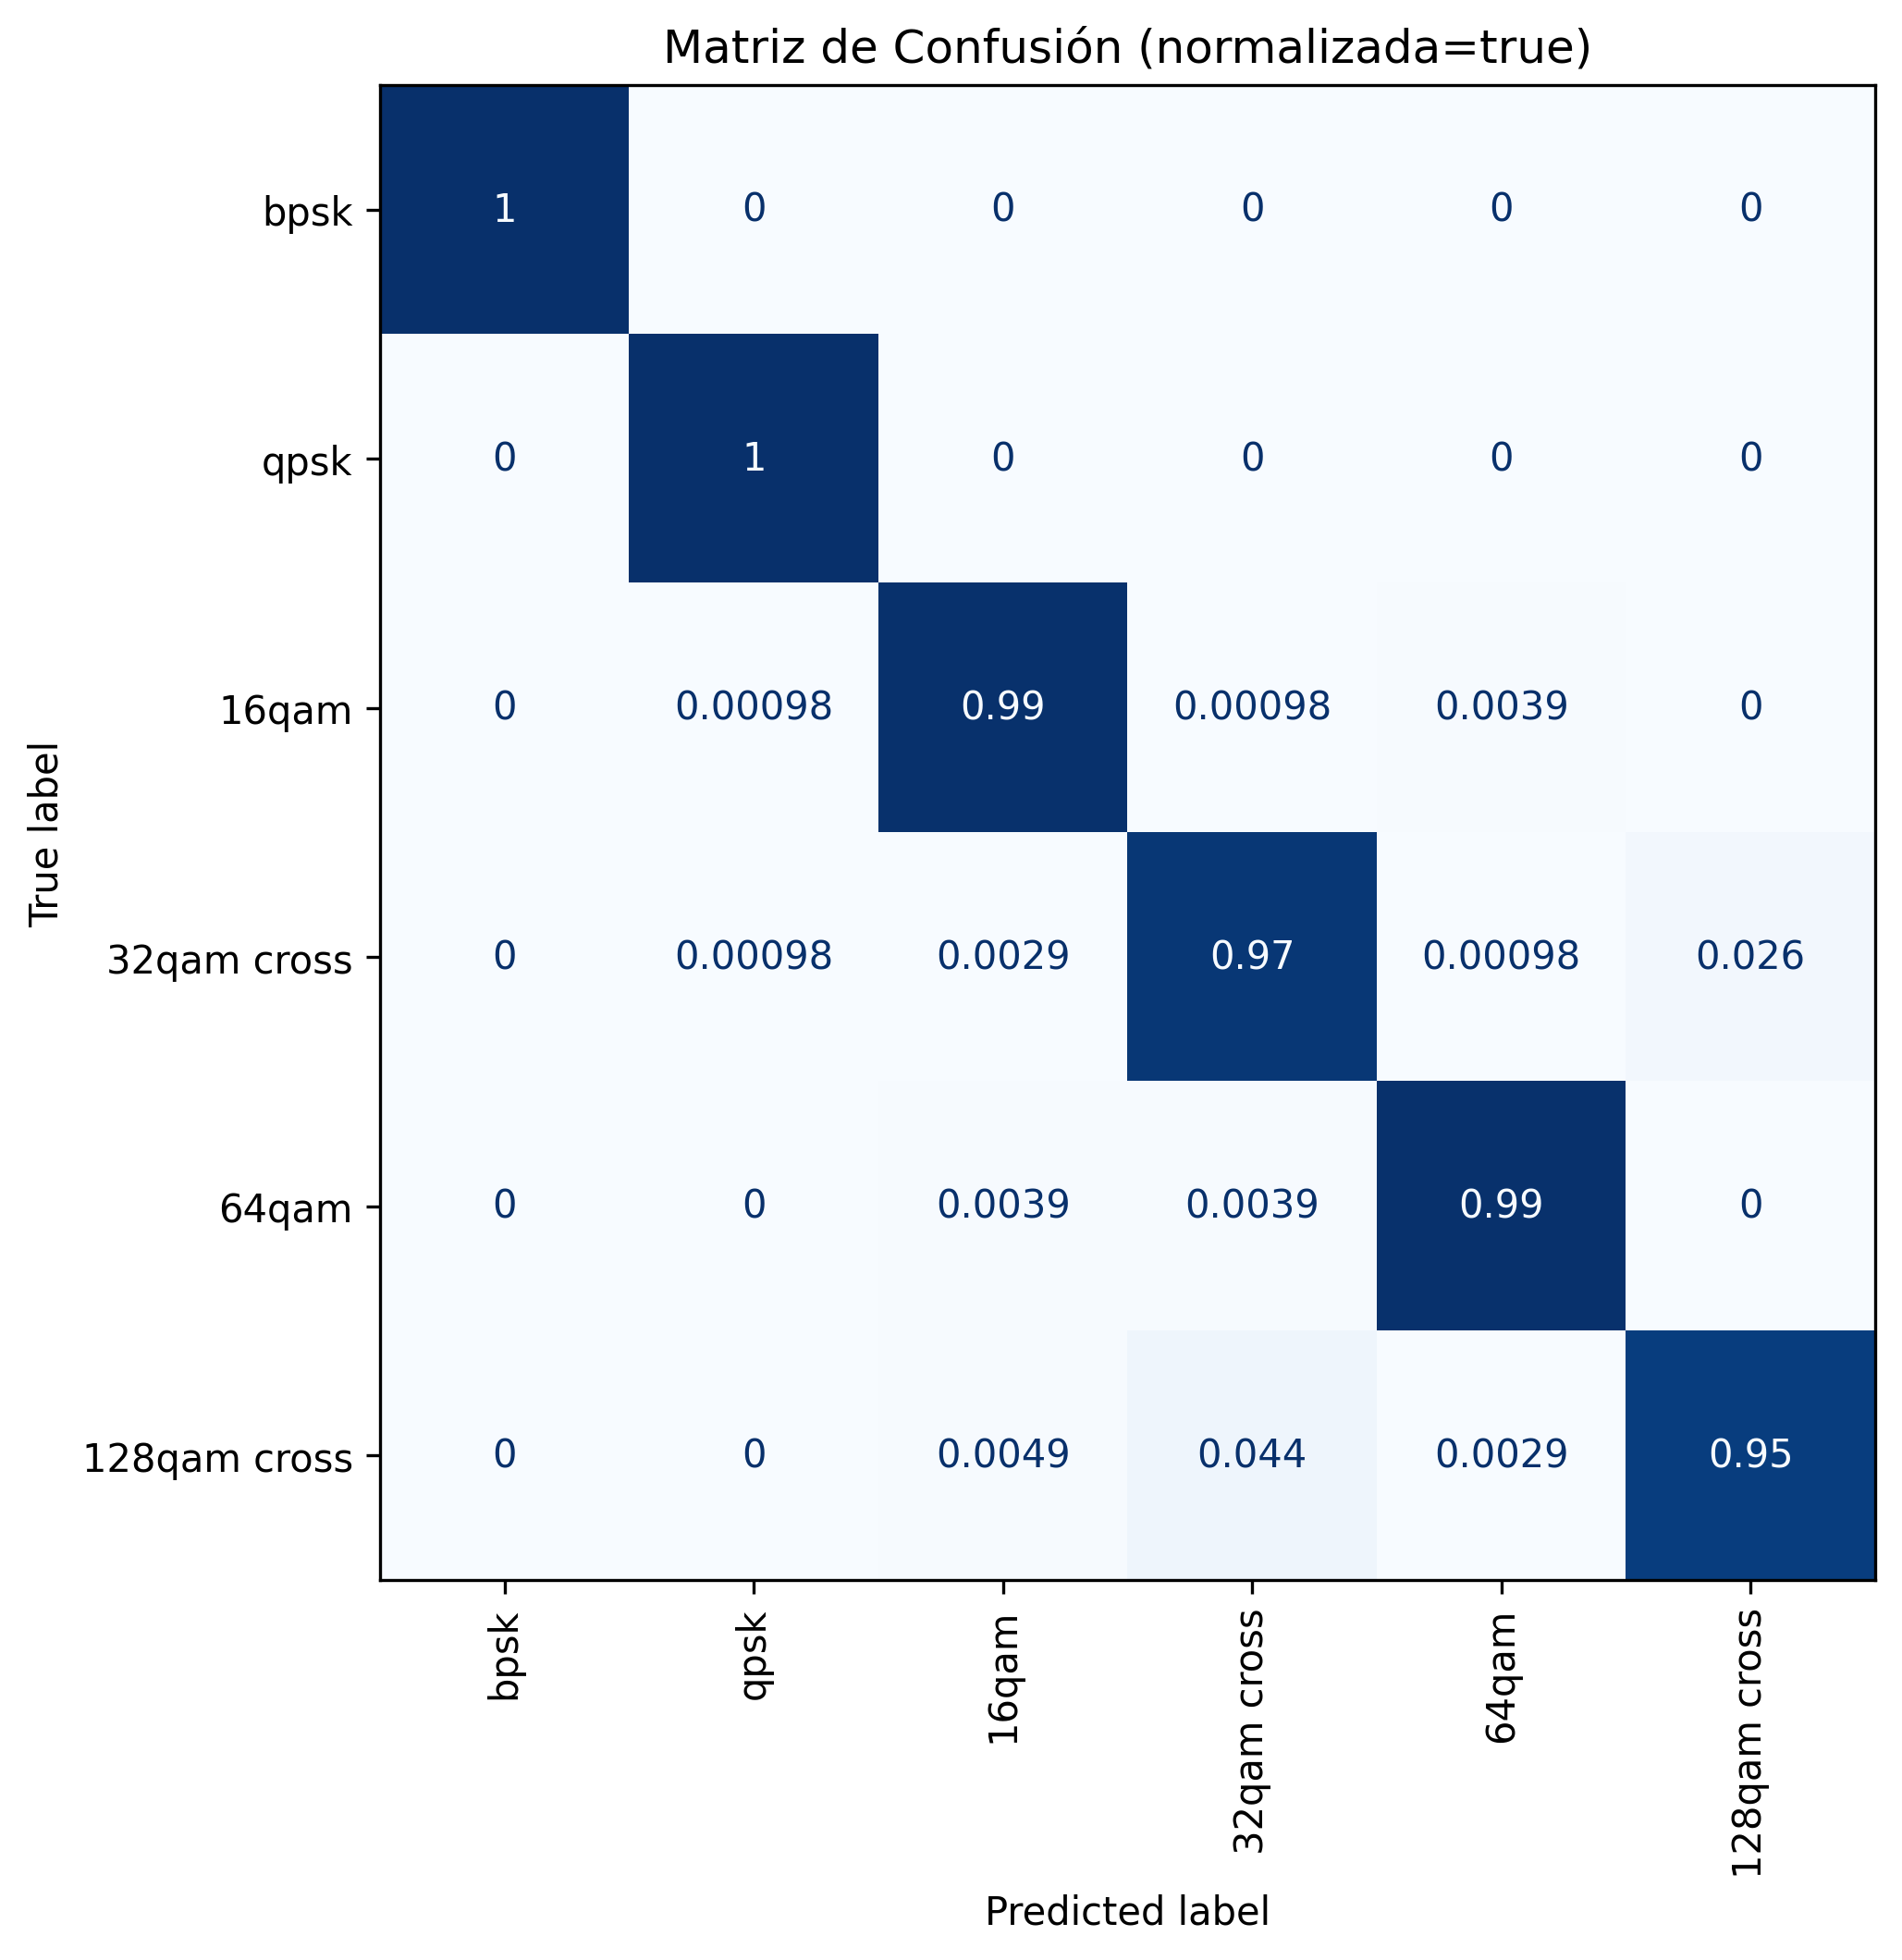 Matriz de Confusión (normalizada=true)
True label
bpsk 1 0 0 0 0 0
qpsk 0 1 0 0 0 0
16qam 0 0.00098 0.99 0.00098 0.0039 0
32qam cross 0 0.00098 0.0029 0.97 0.00098 0.026
64qam 0 0 0.0039 0.0039 0.99 0
128qam cross 0 0 0.0049 0.044 0.0029 0.95
bpsk qpsk 16qam 32qam cross 64qam 128qam cross
Predicted label